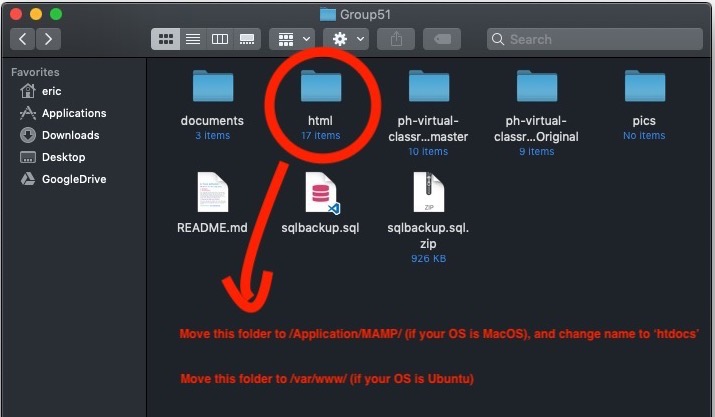 Group51
Search
Favorites
eric
Applications
Downloads
Desktop
GoogleDrive
documents
3 items
html
17 items
ph-virtual-
classr...master
10 items
ph-virtual-
classr...Original
9 items
pics
No items
README.md
sqlbackup.sql
ZIP
sqlbackup.sql.
zip
926 KB
Move this folder to /Application/MAMP/ (if your OS is MacOS), and change name to ‘htdocs’
Move this folder to /var/www/ (if your OS is Ubuntu)